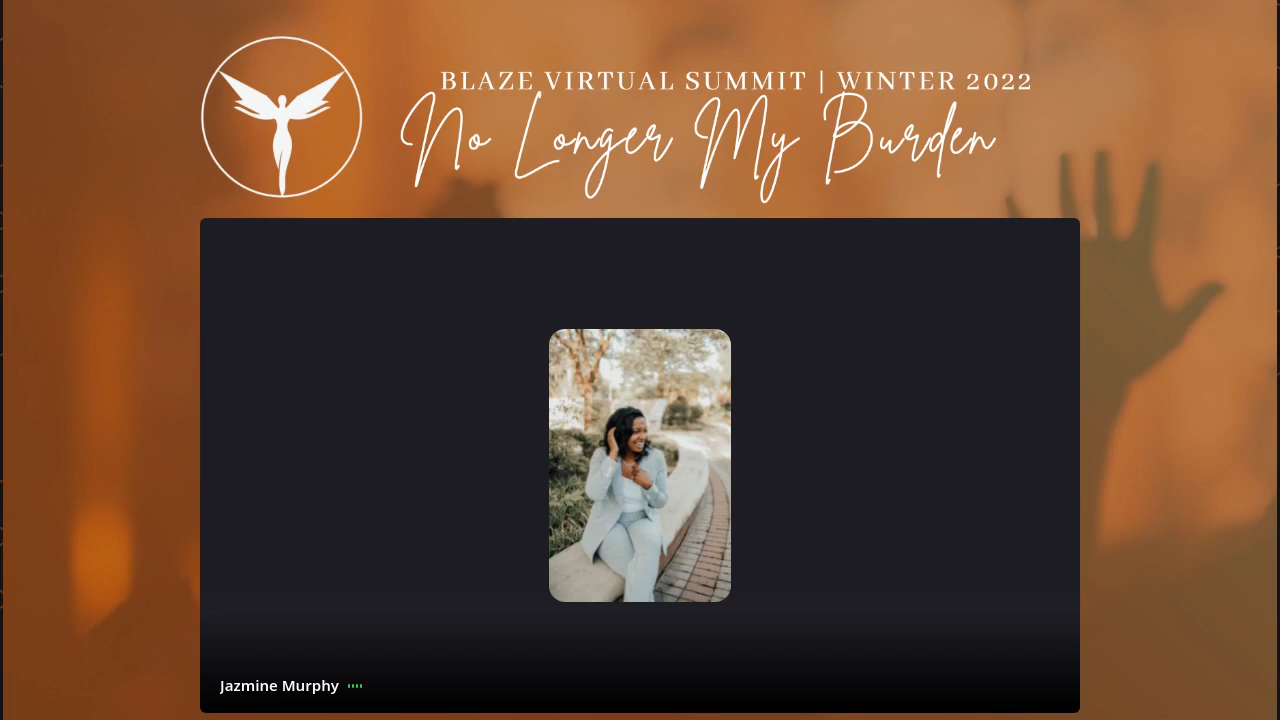 BLAZE VIRTUAL SUMMIT | WINTER 2022
No Longer My Burden
Jazmine Murphy